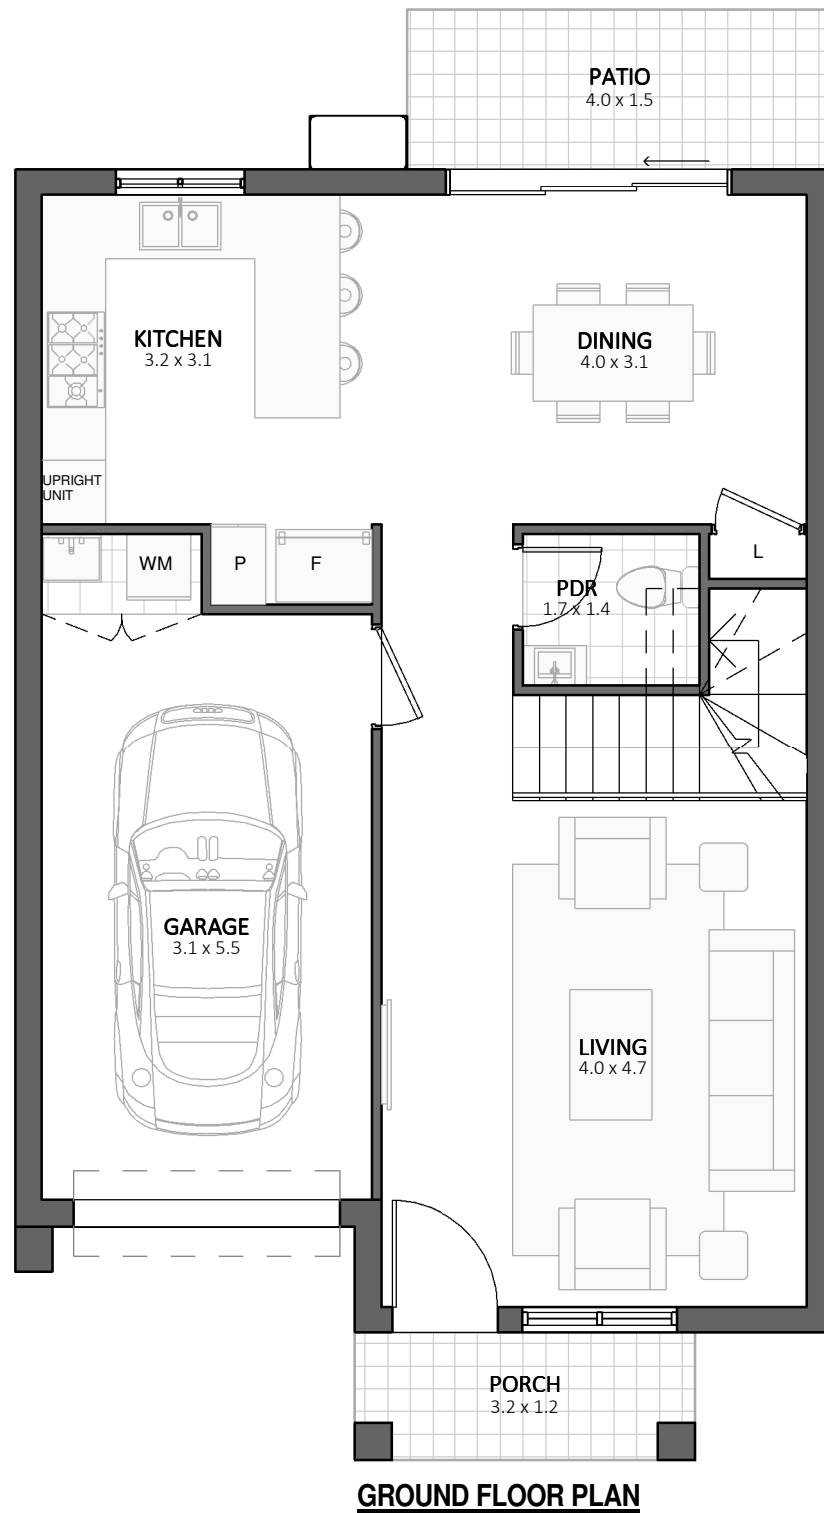 PATIO
4.0 x 1.5
KITCHEN
3.2 x 3.1
DINING
4.0 x 3.1
UPRIGHT
UNIT
WM
P
F
L
PDR
1.7 x 1.4
GARAGE
3.1 x 5.5
LIVING
4.0 x 4.7
PORCH
3.2 x 1.2
GROUND FLOOR PLAN